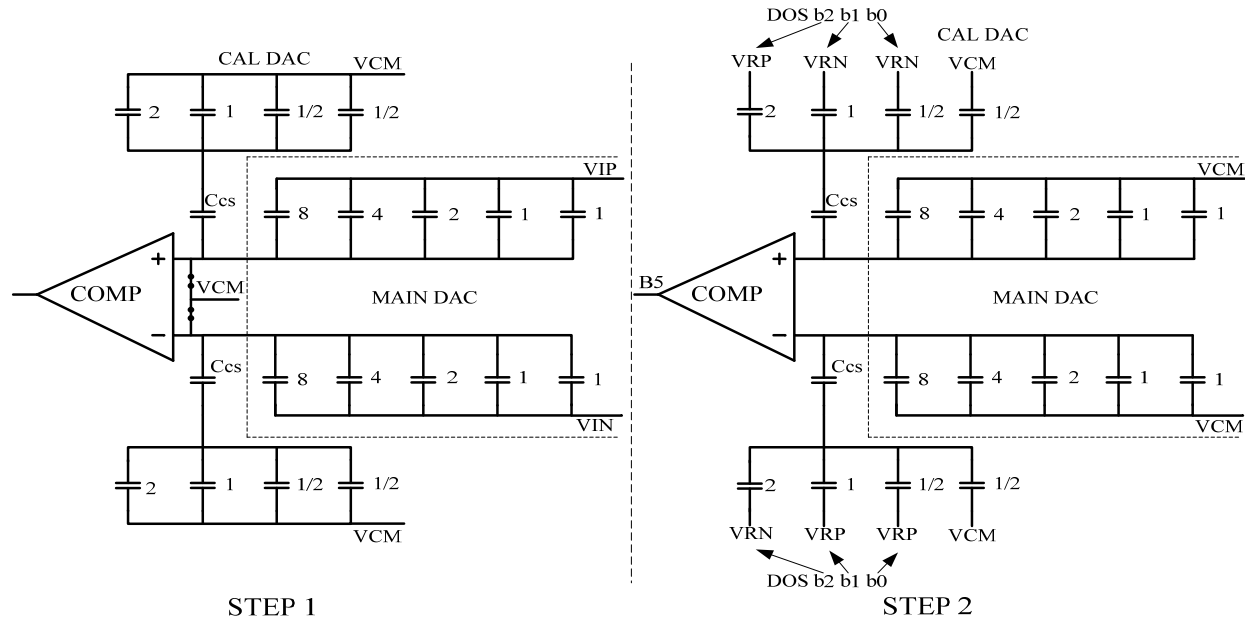 CAL DAC VCM
2 1 1/2 1/2
VIP
Ccs
8 4 2 1 1
+
COMP
VCM
MAIN DAC
−
Ccs
8 4 2 1 1
VIN
2 1 1/2 1/2
VCM
STEP 1
DOS b2 b1 b0
CAL DAC
VRP VRN VRN VCM
2 1 1/2 1/2
VCM
Ccs
8 4 2 1 1
+
B5
COMP
MAIN DAC
−
Ccs
8 4 2 1 1
VCM
2 1 1/2 1/2
VRN VRP VRP VCM
DOS b2 b1 b0
STEP 2